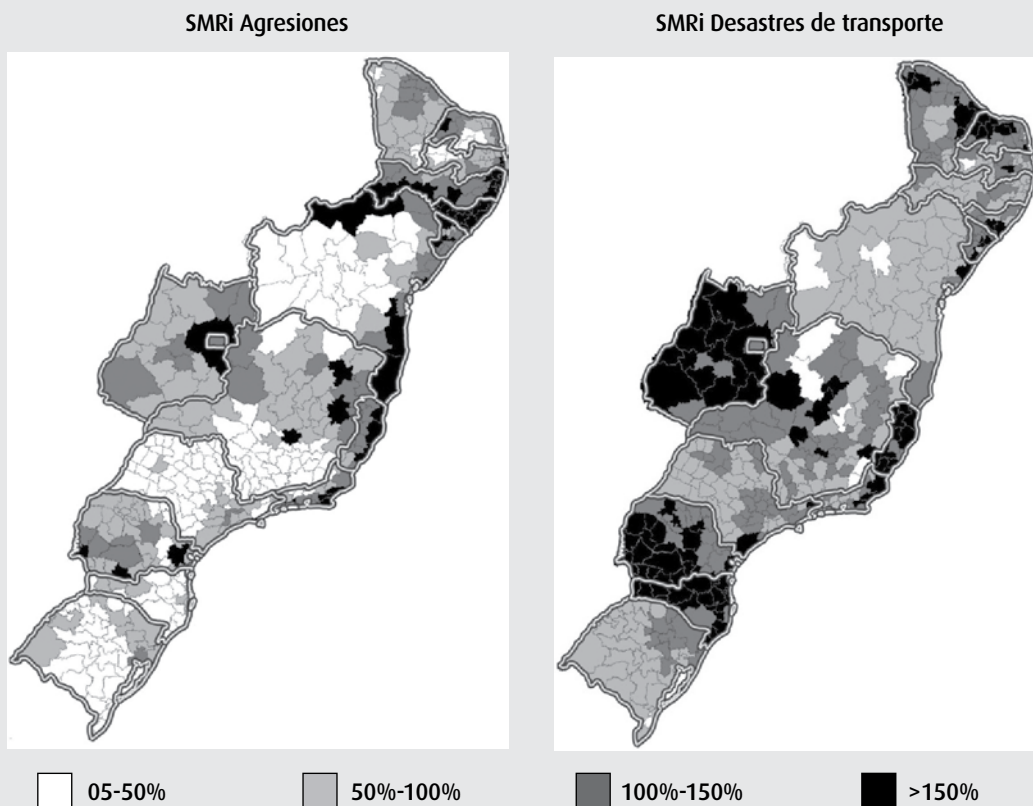 SMRi Agresiones
SMRi Desastres de transporte
05-50%
50%-100%
100%-150%
>150%